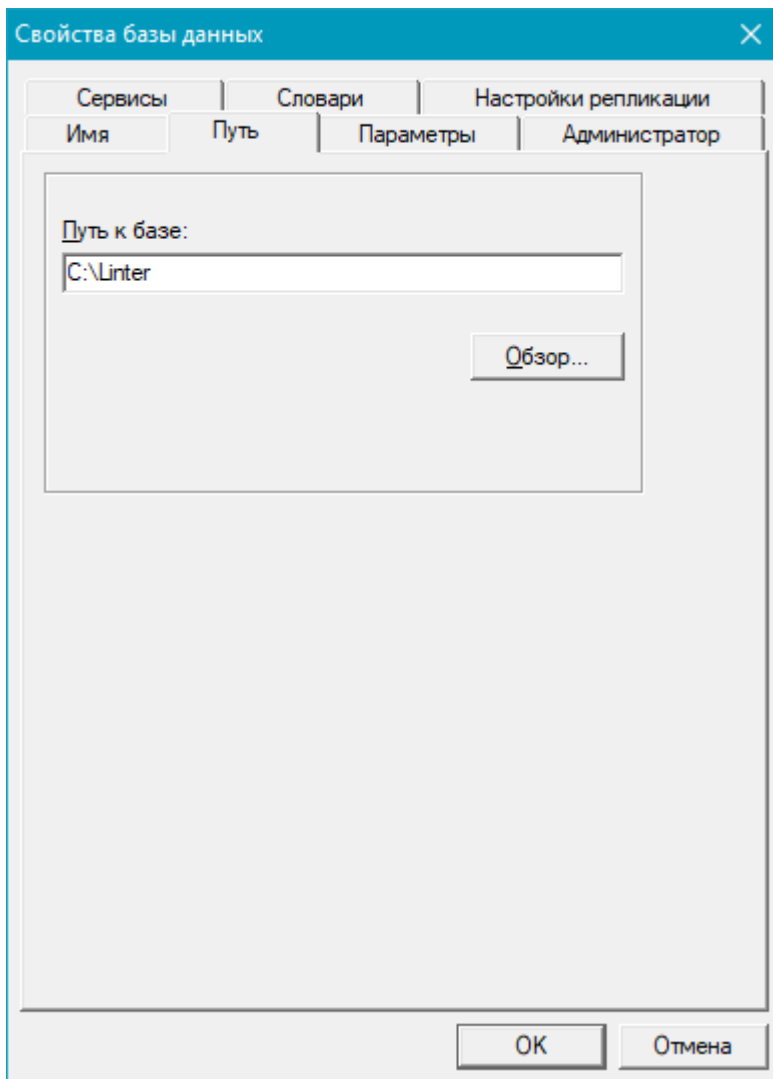 Свойства базы данных
Сервисы Словари Настройки репликации
Имя Путь Параметры Администратор
Путь к базе:
C:\Linter
Обзор...
OK Отмена